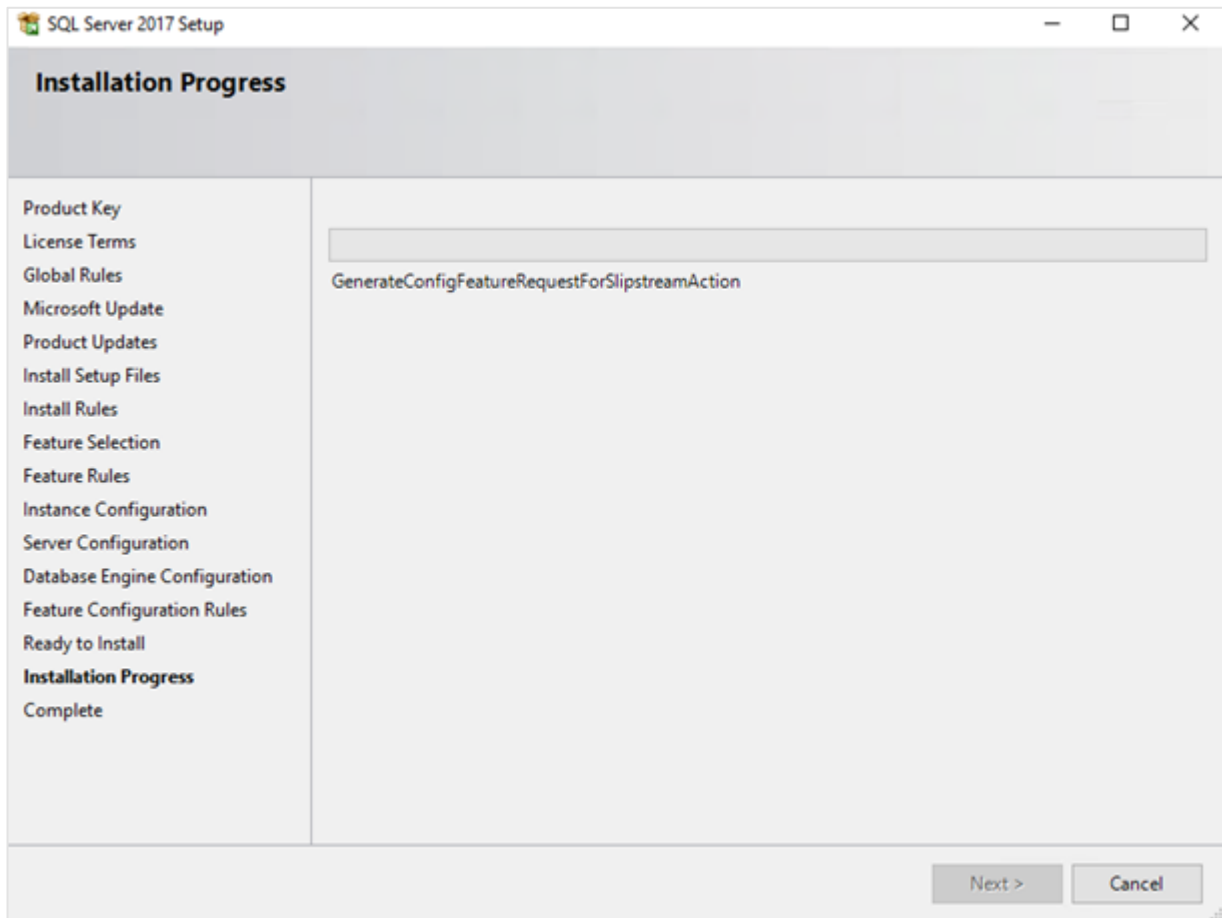 SQL Server 2017 Setup
Installation Progress
Product Key
License Terms
Global Rules
Microsoft Update
Product Updates
Install Setup Files
Install Rules
Feature Selection
Feature Rules
Instance Configuration
Server Configuration
Database Engine Configuration
Feature Configuration Rules
Ready to Install
Installation Progress
Complete
GenerateConfigFeatureRequestForSlipstreamAction
Next >
Cancel